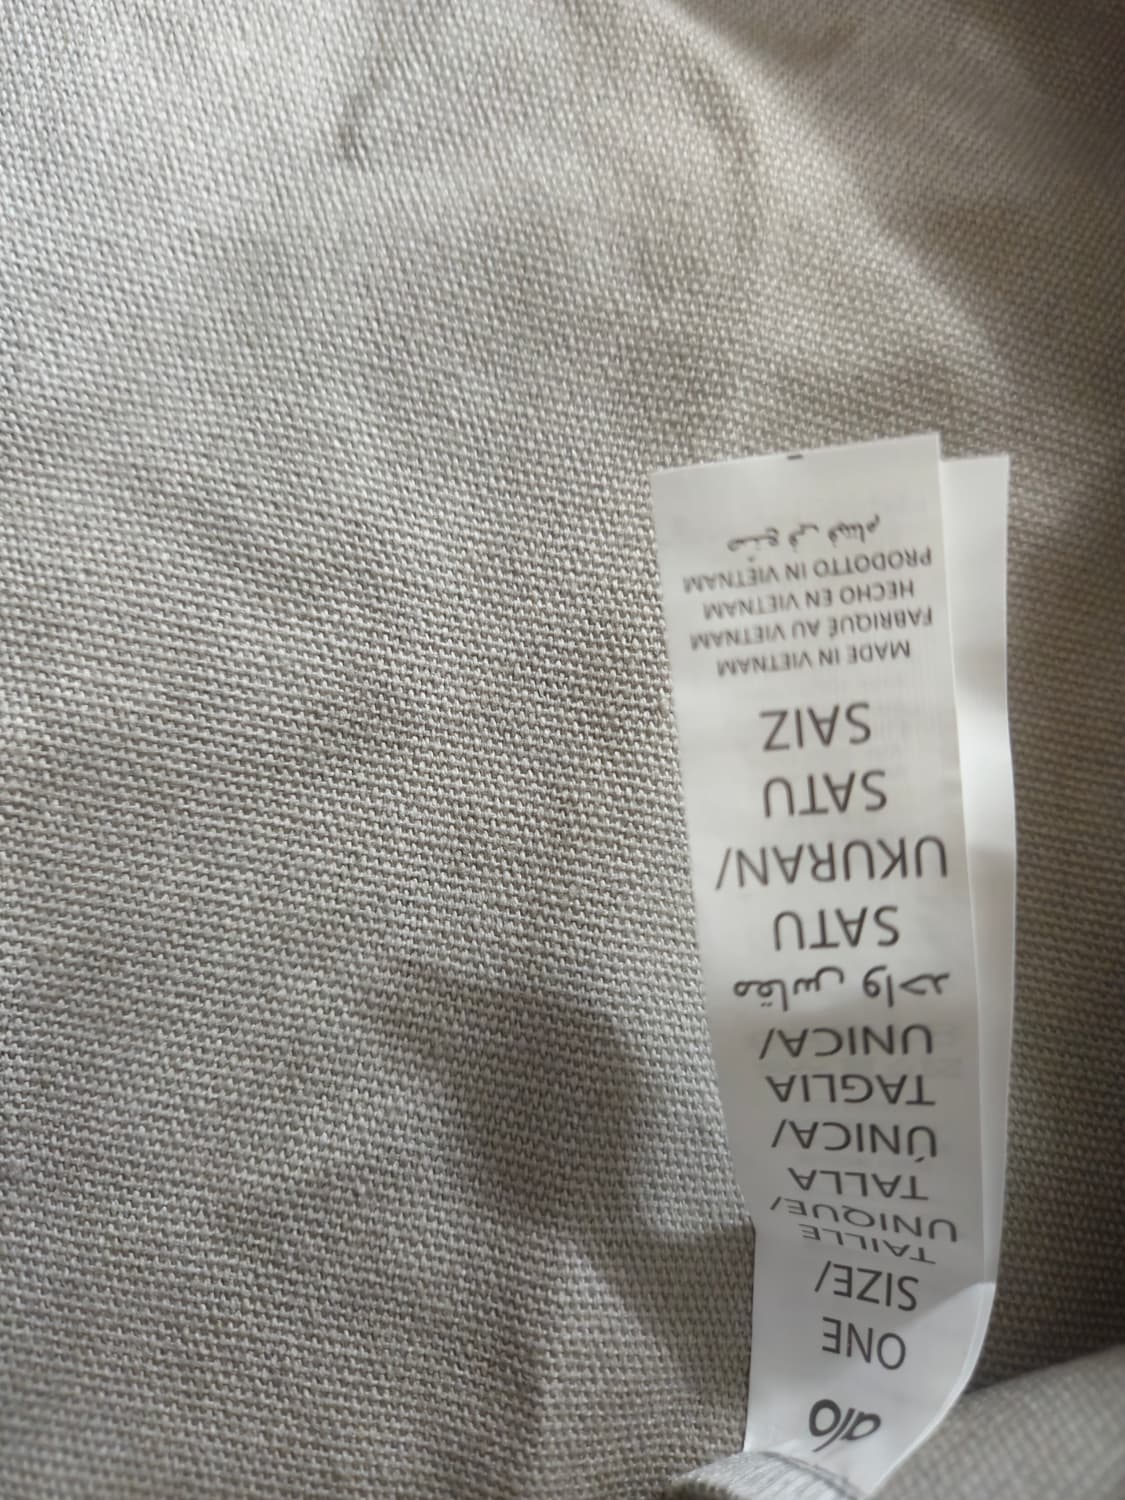 alo
ONE
SIZE/
TAILLE
UNIQUE/
TALLA
ÚNICA/
TAGLIA
UNICA/
مقاس واحد
SATU
UKURAN/
SATU
SAIZ
MADE IN VIETNAM
FABRIQUÉ AU VIETNAM
HECHO EN VIETNAM
PRODOTTO IN VIETNAM
صنع في فيتنام